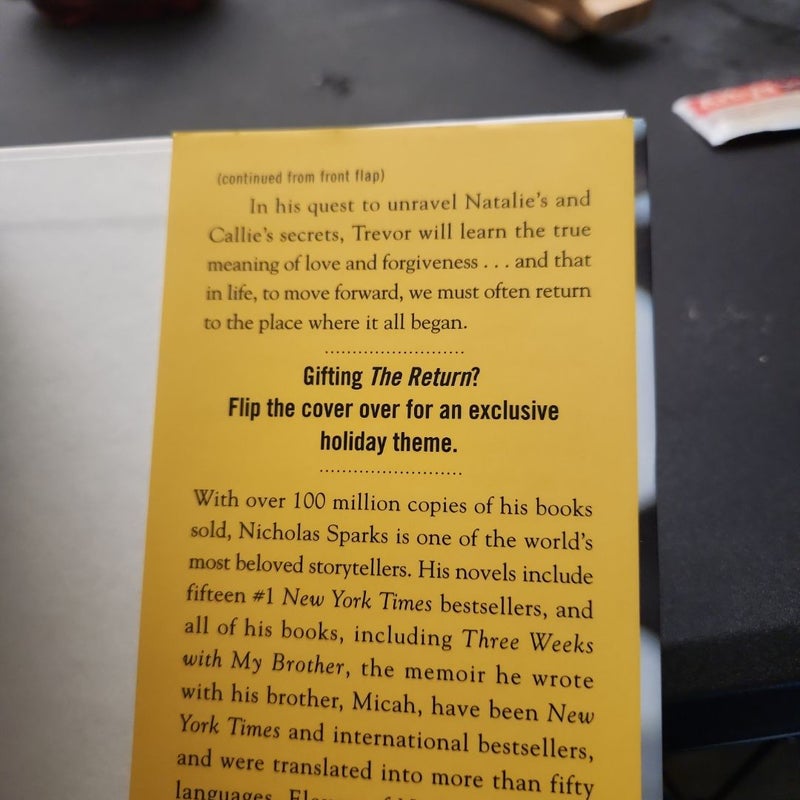 (continued from front flap)
In his quest to unravel Natalie's and
Callie's secrets, Trevor will learn the true
meaning of love and forgiveness . . . and that
in life, to move forward, we must often return
to the place where it all began.
Gifting The Return?
Flip the cover over for an exclusive
holiday theme.
With over 100 million copies of his books
sold, Nicholas Sparks is one of the world's
most beloved storytellers. His novels include
fifteen #1 New York Times bestsellers, and
all of his books, including Three Weeks
with My Brother, the memoir he wrote
with his brother, Micah, have been New
York Times and international bestsellers,
and were translated into more than fifty
languages.